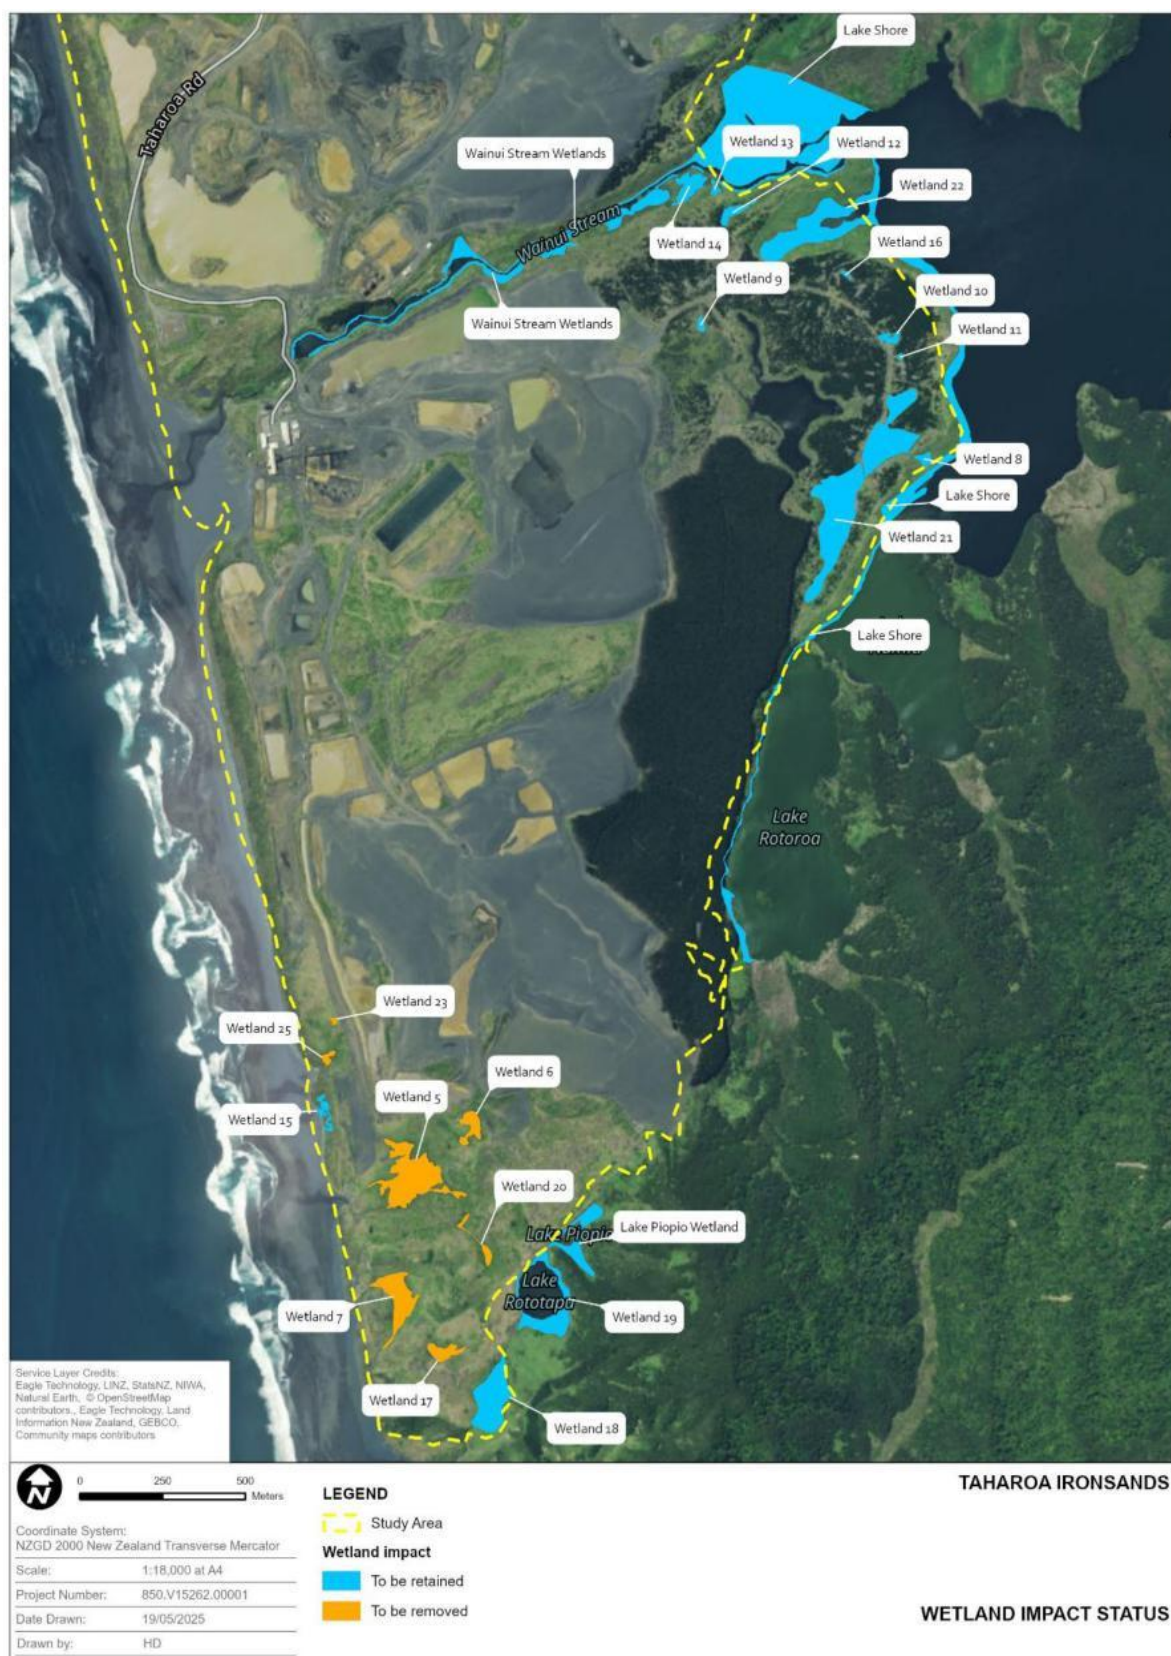 Lake Shore
Taharoa Rd
Wetland 13
Wetland 12
Wainui Stream Wetlands
Wetland 22
Wainui Stream
Wetland 14
Wetland 16
Wetland 9
Wetland 10
Wainui Stream Wetlands
Wetland 11
Wetland 8
Lake Shore
Wetland 21
Lake Shore
Lake
Rotoroa
Wetland 23
Wetland 25
Wetland 6
Wetland 5
Wetland 15
Wetland 20
Lake Piopio
Lake Piopio Wetland
Lake
Rototapa
Wetland 7
Wetland 19
Wetland 17
Wetland 18
Service Layer Credits:
Eagle Technology, LINZ, StatsNZ, NIWA,
Natural Earth, © OpenStreetMap
contributors., Eagle Technology, Land
Information New Zealand, GEBCO,
Community maps contributors
N
0 250 500
Meters
Coordinate System:
NZGD 2000 New Zealand Transverse Mercator
Scale: 1:18,000 at A4
Project Number: 850.V15262.00001
Date Drawn: 19/05/2025
Drawn by: HD
LEGEND
Study Area
Wetland impact
To be retained
To be removed
TAHAROA IRONSANDS
WETLAND IMPACT STATUS